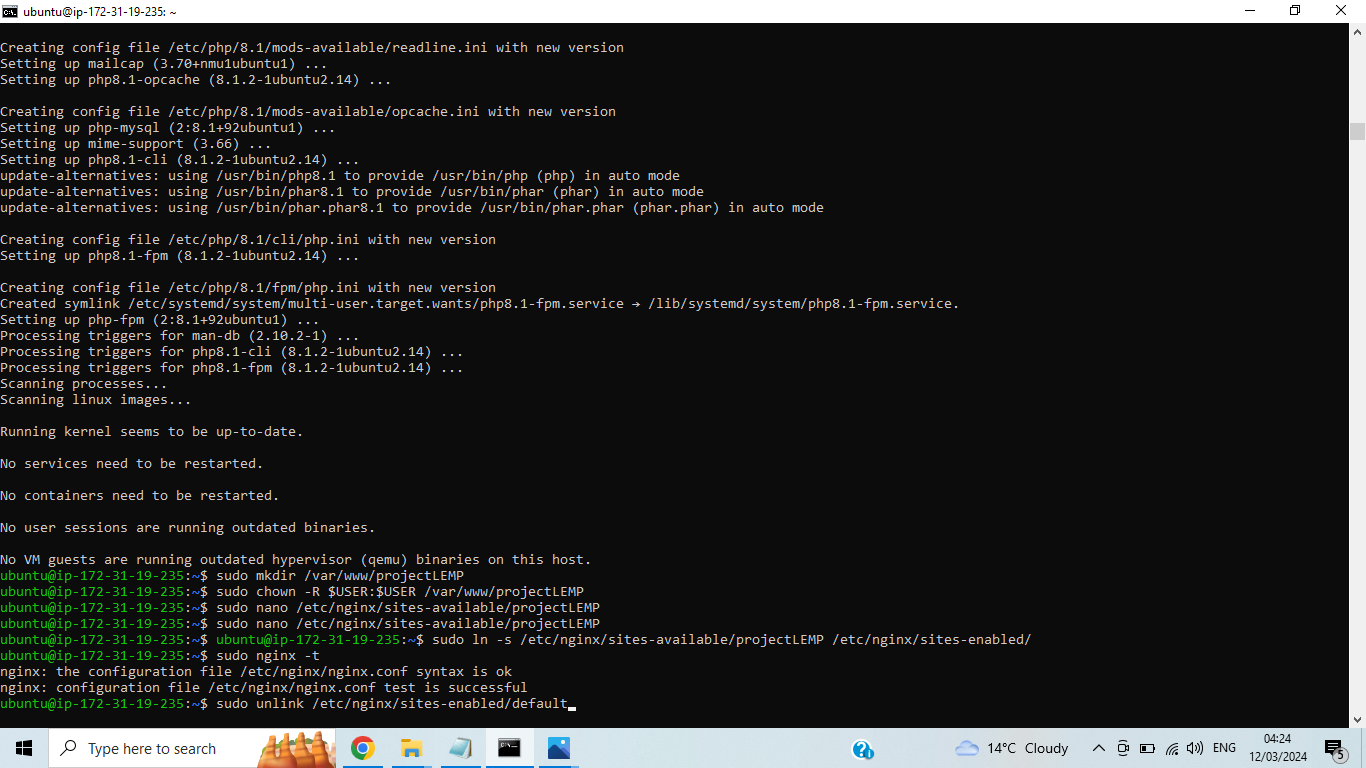 ubuntu@ip-172-31-19-235: ~
Creating config file /etc/php/8.1/mods-available/readline.ini with new version
Setting up mailcap (3.70+nmu1ubuntu1) ...
Setting up php8.1-opcache (8.1.2-1ubuntu2.14) ...
Creating config file /etc/php/8.1/mods-available/opcache.ini with new version
Setting up php-mysql (2:8.1+92ubuntu1) ...
Setting up mime-support (3.66) ...
Setting up php8.1-cli (8.1.2-1ubuntu2.14) ...
update-alternatives: using /usr/bin/php8.1 to provide /usr/bin/php (php) in auto mode
update-alternatives: using /usr/bin/phar8.1 to provide /usr/bin/phar (phar) in auto mode
update-alternatives: using /usr/bin/phar.phar8.1 to provide /usr/bin/phar.phar (phar.phar) in auto mode
Creating config file /etc/php/8.1/cli/php.ini with new version
Setting up php8.1-fpm (8.1.2-1ubuntu2.14) ...
Creating config file /etc/php/8.1/fpm/php.ini with new version
Created symlink /etc/systemd/system/multi-user.target.wants/php8.1-fpm.service → /lib/systemd/system/php8.1-fpm.service.
Setting up php-fpm (2:8.1+92ubuntu1) ...
Processing triggers for man-db (2.10.2-1) ...
Processing triggers for php8.1-cli (8.1.2-1ubuntu2.14) ...
Processing triggers for php8.1-fpm (8.1.2-1ubuntu2.14) ...
Scanning processes...
Scanning linux images...
Running kernel seems to be up-to-date.
No services need to be restarted.
No containers need to be restarted.
No user sessions are running outdated binaries.
No VM guests are running outdated hypervisor (qemu) binaries on this host.
ubuntu@ip-172-31-19-235:~$ sudo mkdir /var/www/projectLEMP
ubuntu@ip-172-31-19-235:~$ sudo chown -R $USER:$USER /var/www/projectLEMP
ubuntu@ip-172-31-19-235:~$ sudo nano /etc/nginx/sites-available/projectLEMP
ubuntu@ip-172-31-19-235:~$ sudo nano /etc/nginx/sites-available/projectLEMP
ubuntu@ip-172-31-19-235:~$ ubuntu@ip-172-31-19-235:~$ sudo ln -s /etc/nginx/sites-available/projectLEMP /etc/nginx/sites-enabled/
ubuntu@ip-172-31-19-235:~$ sudo nginx -t
nginx: the configuration file /etc/nginx/nginx.conf syntax is ok
nginx: configuration file /etc/nginx/nginx.conf test is successful
ubuntu@ip-172-31-19-235:~$ sudo unlink /etc/nginx/sites-enabled/default
Type here to search
14°C Cloudy
ENG
04:24
12/03/2024
5